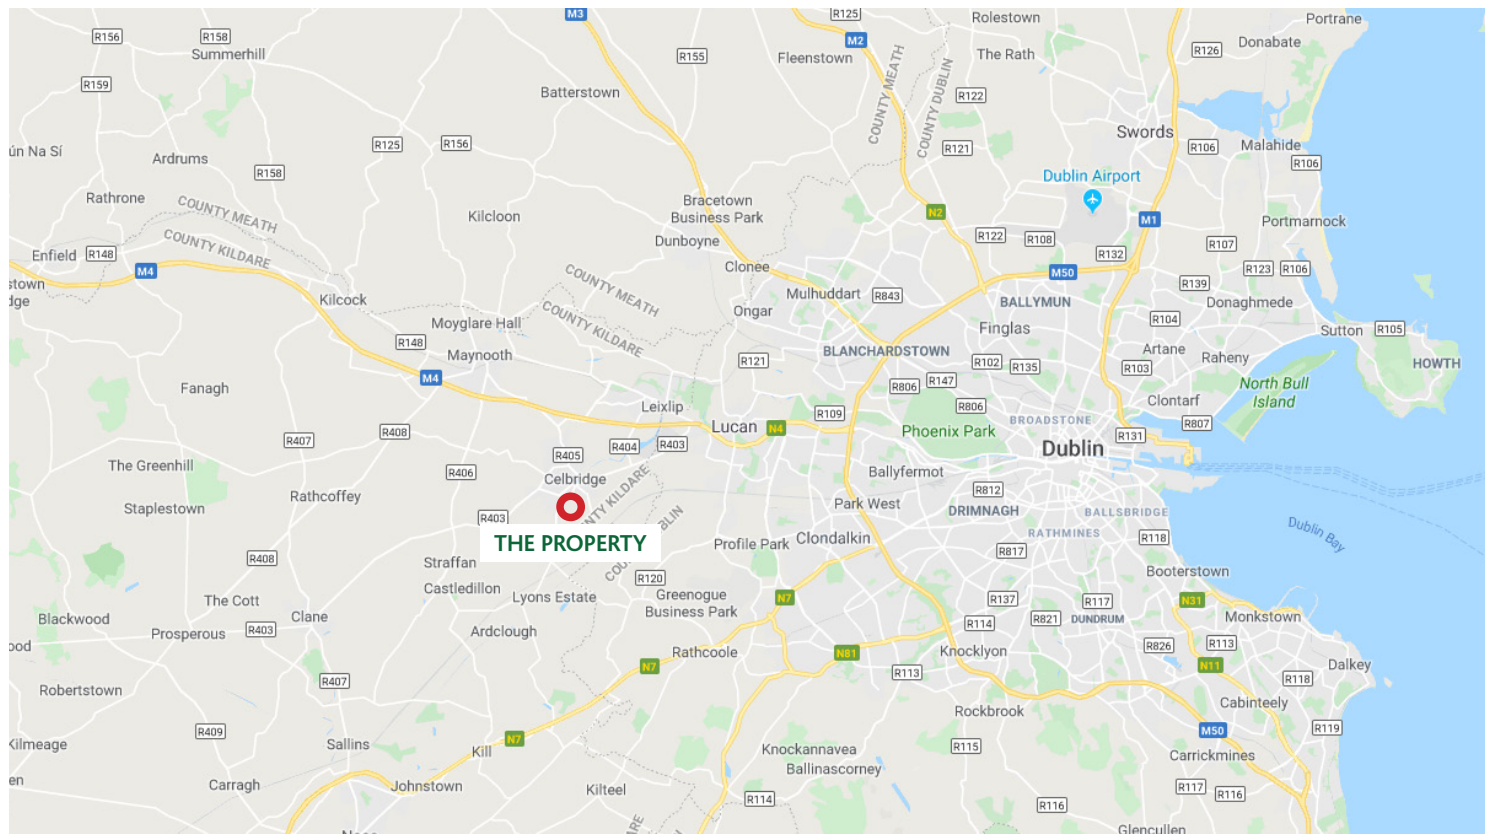 M3
R125
Rolestown
Portrane
R156
R158
Summerhill
R155
M2
Fleenstown
The Rath
R126
Donabate
R159
Batterstown
COUNTY MEATH
COUNTY DUBLIN
R122
Swords
ún Na Sí
Ardrums
R125
R156
R121
R106
Malahide
R106
R158
Dublin Airport
Rathrone
COUNTY MEATH
Kilcloon
Bracetown
Business Park
N2
M1
Portmarnock
COUNTY KILDARE
Dunboyne
R122
R108
R107
Enfield
R148
M4
Clonee
M50
R132
R123
R106
stown
dge
COUNTY MEATH
R139
Kilcock
Mulhuddart
R843
BALLYMUN
Donaghmede
Moyglare Hall
COUNTY KILDARE
Ongar
Finglas
R104
Sutton
R105
R148
Maynooth
BLANCHARDSTOWN
Artane
Raheny
R121
R102
R135
R103
HOWTH
M4
Fanagh
R806
R147
North Bull
Island
Leixlip
R109
R806
Clontarf
Lucan
N4
Phoenix Park
BROADSTONE
R807
R407
R408
R404
R403
Dublin
R131
R405
The Greenhill
R406
Celbridge
COUNTY KILDARE
Ballyfermot
Rathcoffey
R812
Staplestown
R403
Park West
DRIMNAGH
BALLSBRIDGE
Dublin Bay
THE PROPERTY
Profile Park
Clondalkin
RATHMINES
R118
R408
Straffan
R817
R120
Booterstown
Castledillon
Lyons Estate
Greenogue
Business Park
N7
R137
R117
N31
The Cott
Clane
Blackwood
Prosperous
R403
Ardclough
R114
R821
DUNDRUM
Monkstown
ood
Rathcoole
N81
Knocklyon
R826
R113
N7
R113
N11
Dalkey
R407
R118
Robertstown
Cabinteely
Rockbrook
R409
N7
M50
R119
Kilmeage
Sallins
Kill
Knockannavea
R115
Carrickmines
Ballinascorney
en
Carragh
Johnstown
Kilteel
R114
R117
R116
R116
Glencullen